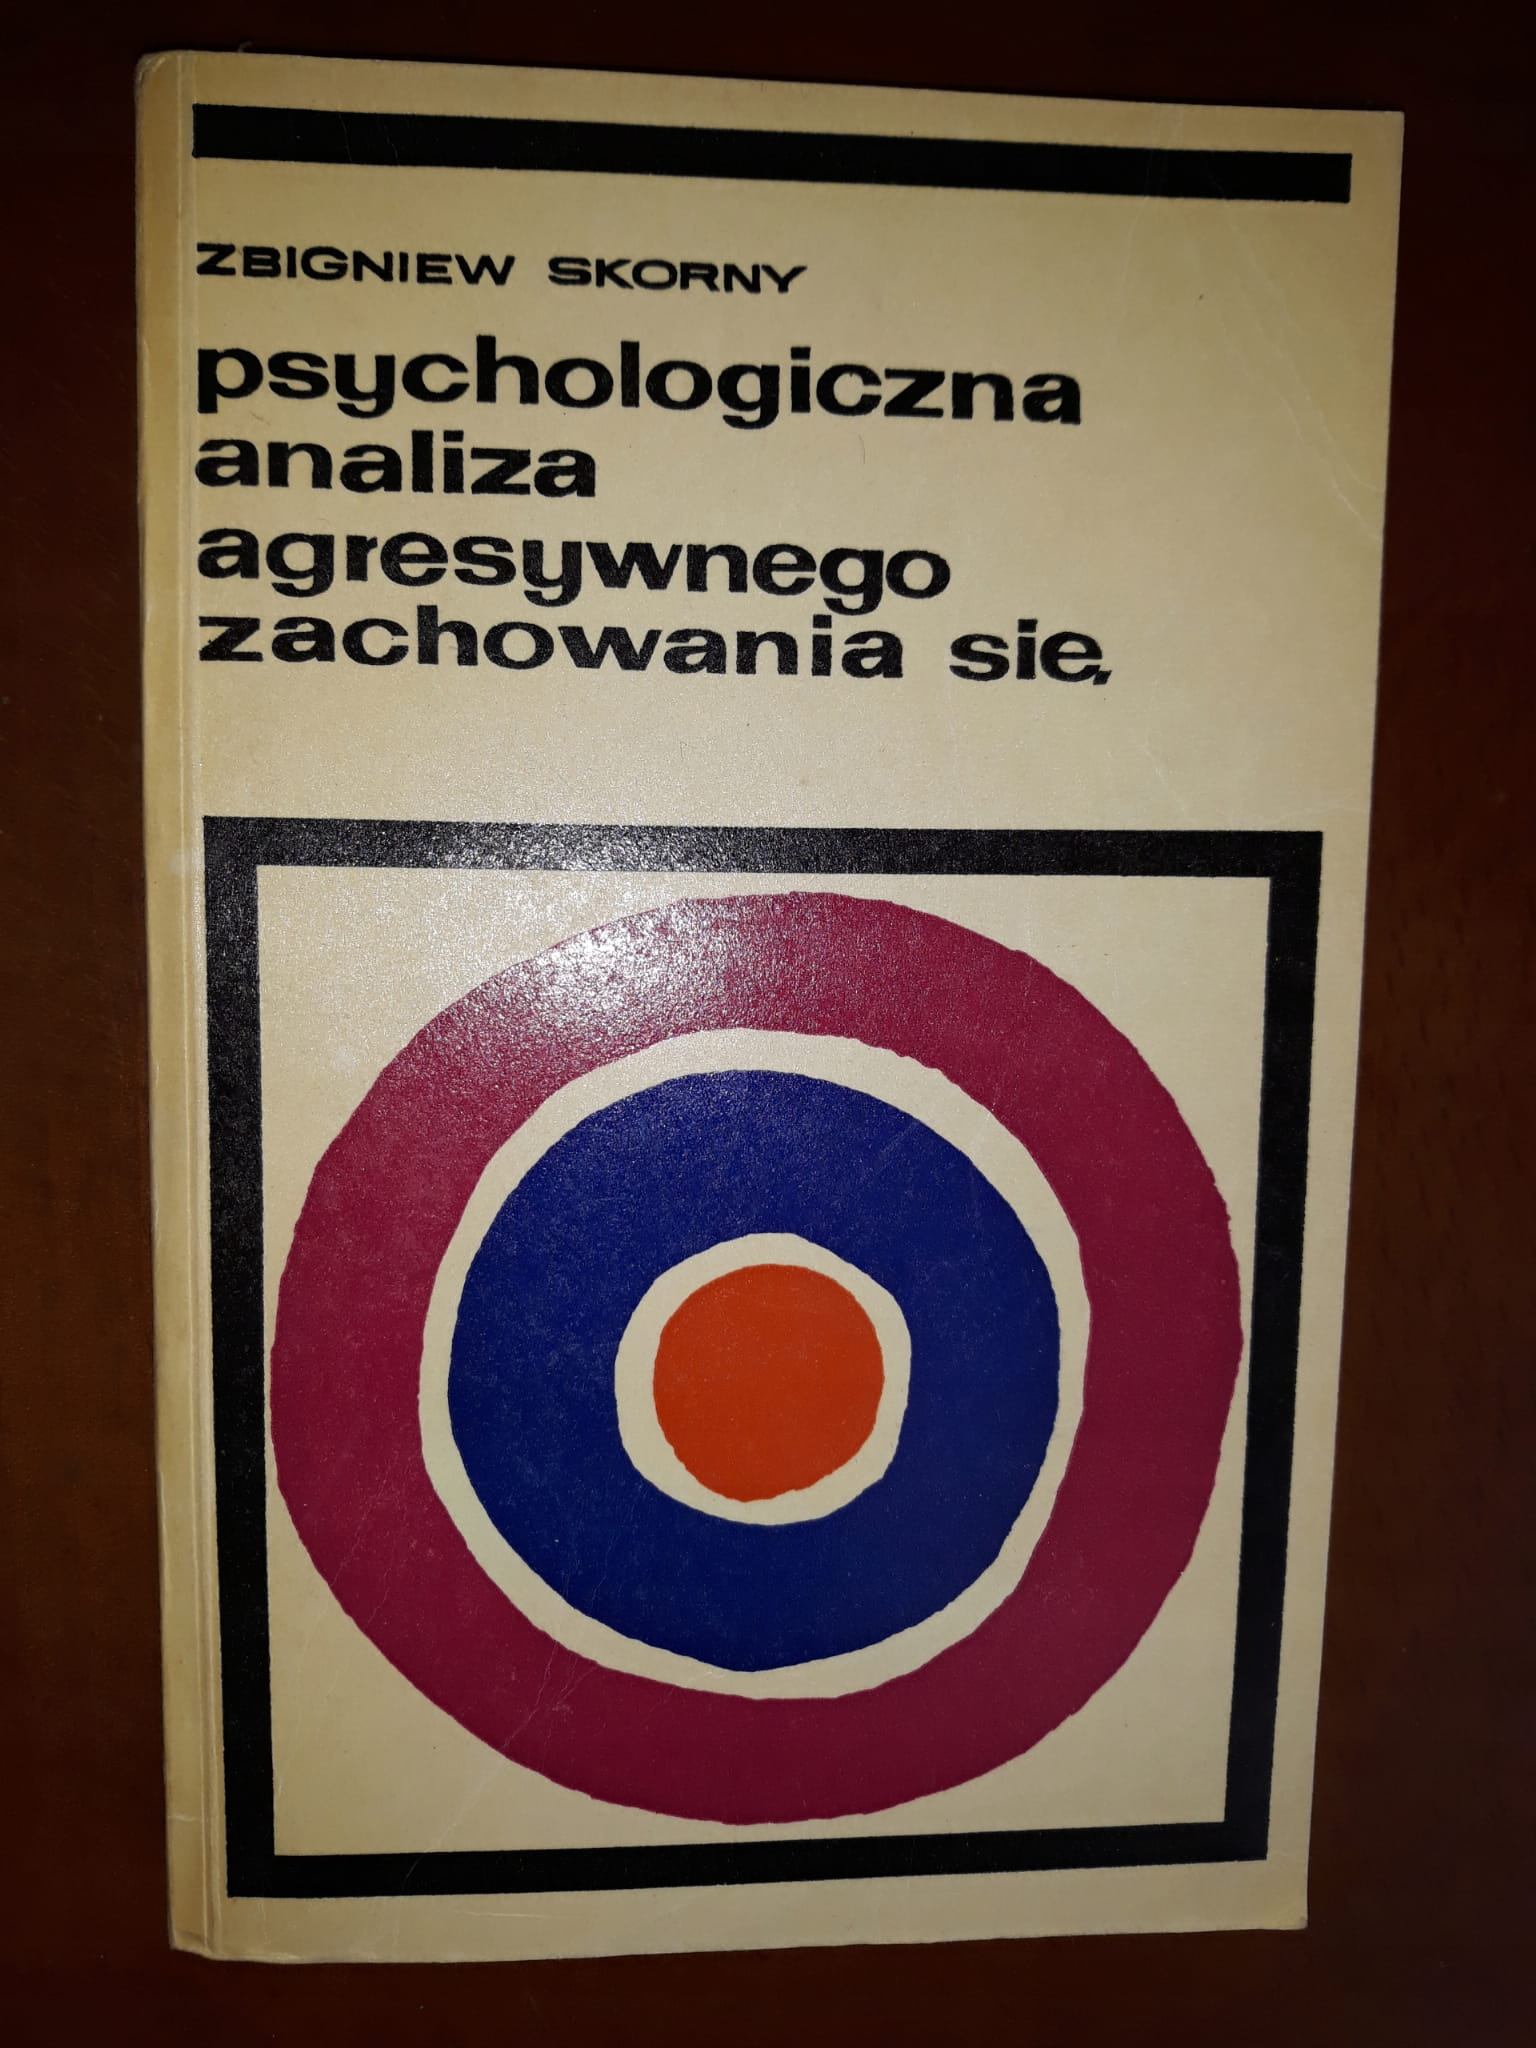 ZBIGNIEW SKORNY
psychologiczna
analiza
agresywnego
zachowania się